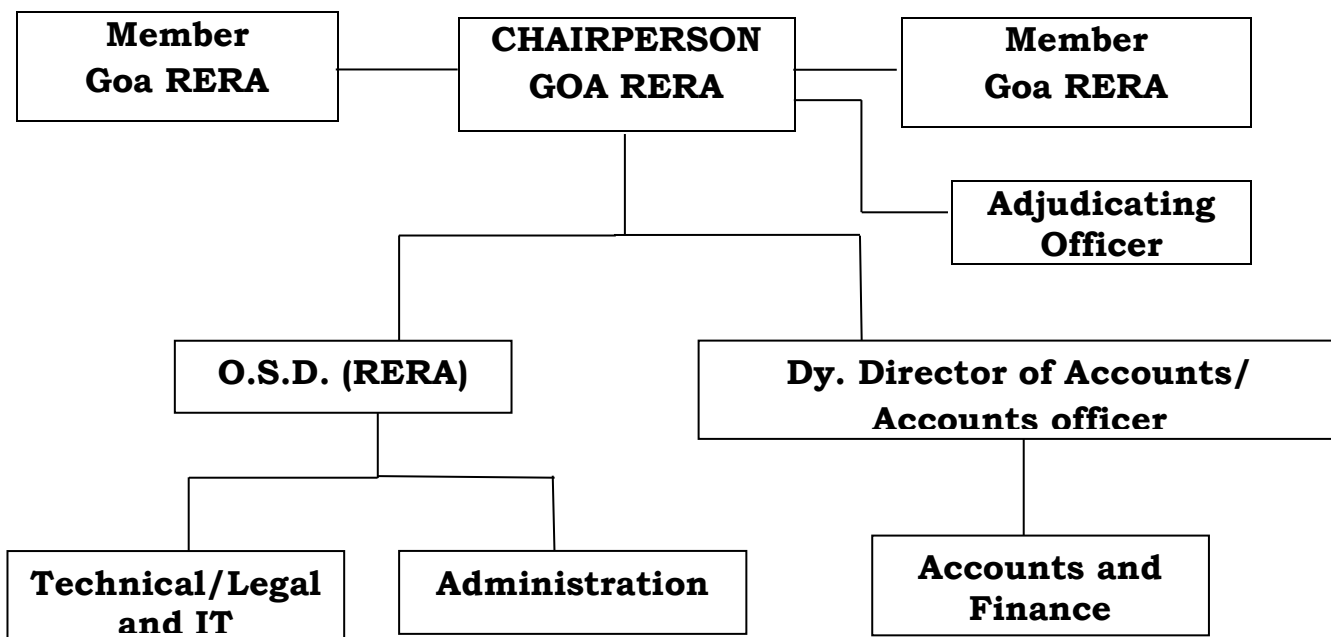 Member
Goa RERA
CHAIRPERSON
GOA RERA
Member
Goa RERA
Adjudicating
Officer
O.S.D. (RERA)
Dy. Director of Accounts/
Accounts officer
Technical/Legal
and IT
Administration
Accounts and
Finance